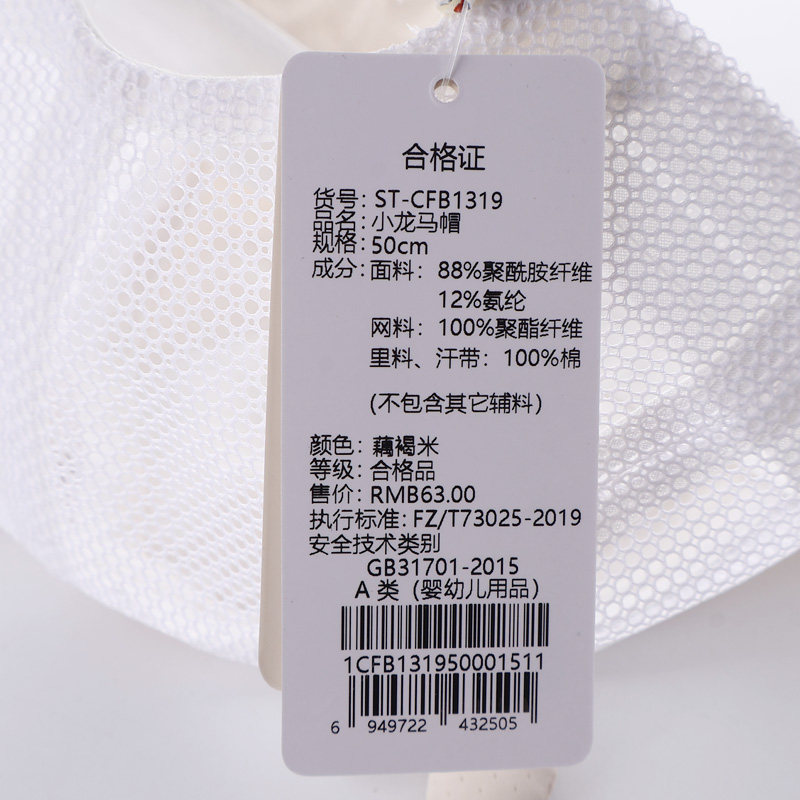 合格证
货号：ST-CFB1319
品名：小龙马帽
规格：50cm
成分：面料：88%聚酰胺纤维
12%氨纶
网料：100%聚酯纤维
里料、汗带：100%棉
(不包含其它辅料)
颜色：藕褐米
等级：合格品
售价：RMB63.00
执行标准：FZ/T73025-2019
安全技术类别
GB31701-2015
A 类（婴幼儿用品）
1CFB131950001511
6 949722 432505